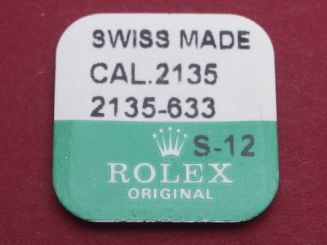 SWISS MADE
CAL.2135
2135-633
S-12
ROLEX
ORIGINAL